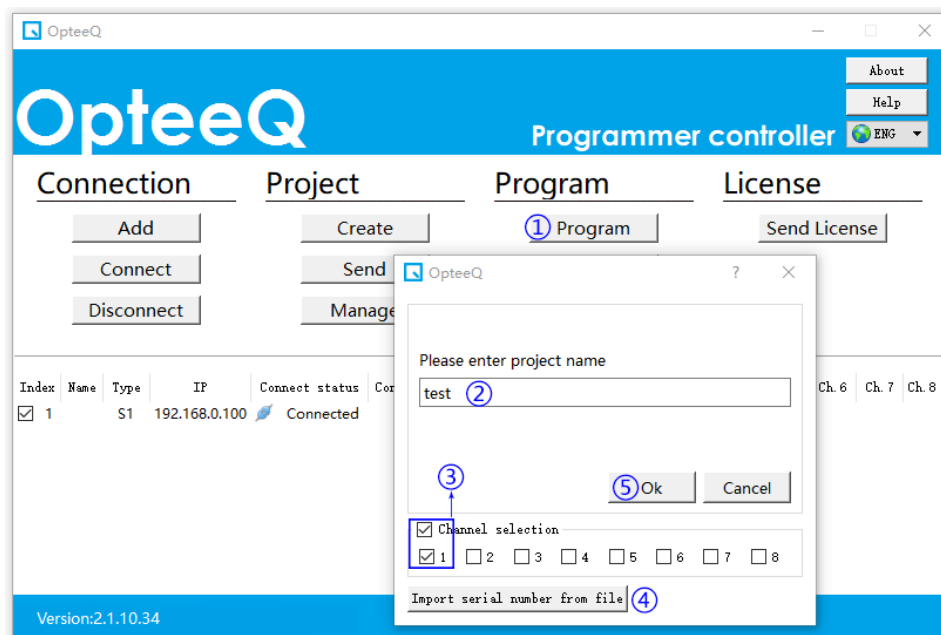 OpteeQ
About
Help
OpteeQ
Programmer controller
ENG
Connection Project Program License
Add Create ① Program Send License
Connect Send
Disconnect Manage
OpteeQ ?
Please enter project name
test ②
③
⑤ Ok Cancel
Channel selection
1 2 3 4 5 6 7 8
Import serial number from file ④
Index Name Type IP Connect status Ch.6 Ch.7 Ch.8
1 S1 192.168.0.100 Connected
Version:2.1.10.34